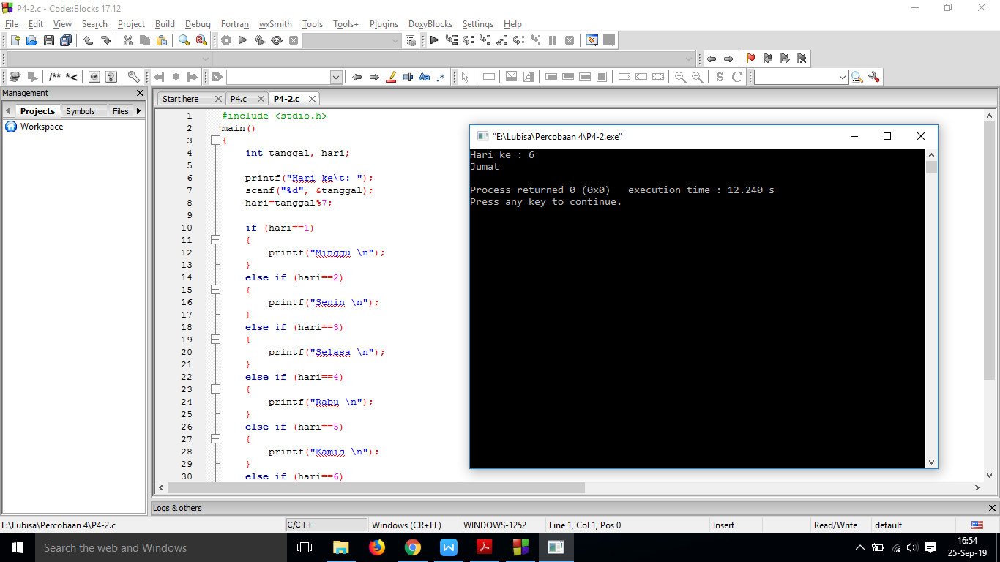 P4-2.c - Code::Blocks 17.12
File Edit View Search Project Build Debug Fortran wxSmith Tools Tools+ Plugins DoxyBlocks Settings Help
/** *<
Aa .*
S C
Management
Projects Symbols Files
Workspace
Start here P4.c P4-2.c
1 #include <stdio.h>
2 main()
3 {
4 int tanggal, hari;
5
6 printf("Hari ke\t: ");
7 scanf("%d", &tanggal);
8 hari=tanggal%7;
9
10 if (hari==1)
11 {
12 printf("Minggu \n");
13 }
14 else if (hari==2)
15 {
16 printf("Senin \n");
17 }
18 else if (hari==3)
19 {
20 printf("Selasa \n");
21 }
22 else if (hari==4)
23 {
24 printf("Rabu \n");
25 }
26 else if (hari==5)
27 {
28 printf("Kamis \n");
29 }
30 else if (hari==6)
"E:\Lubisa\Percobaan 4\P4-2.exe"
Hari ke : 6
Jumat
Process returned 0 (0x0) execution time : 12.240 s
Press any key to continue.
Logs & others
E:\Lubisa\Percobaan 4\P4-2.c C/C++ Windows (CR+LF) WINDOWS-1252 Line 1, Col 1, Pos 0 Insert Read/Write default
Search the web and Windows
16:54
25-Sep-19